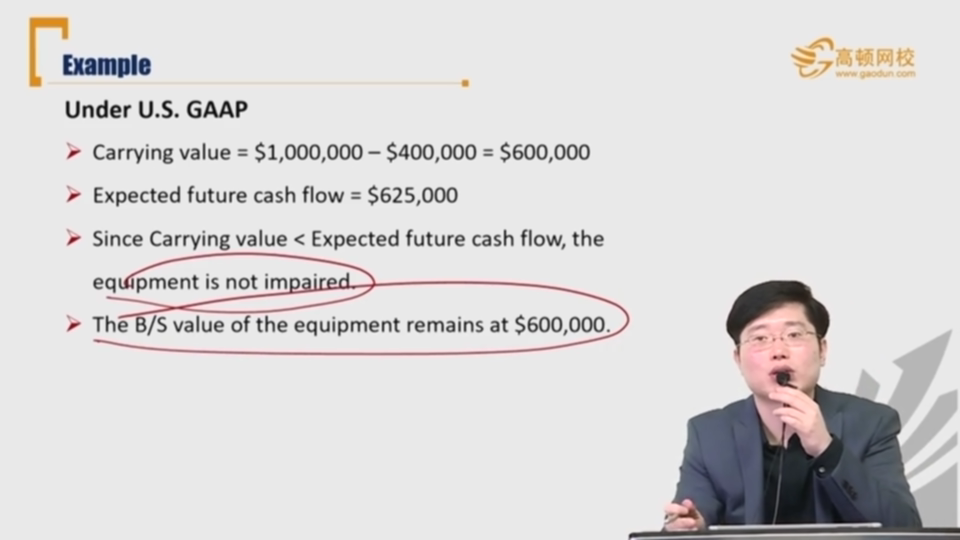 Example
高顿网校
www.gaodun.com
Under U.S. GAAP
Carrying value = $1,000,000 – $400,000 = $600,000
Expected future cash flow = $625,000
Since Carrying value < Expected future cash flow, the
equipment is not impaired.
The B/S value of the equipment remains at $600,000.